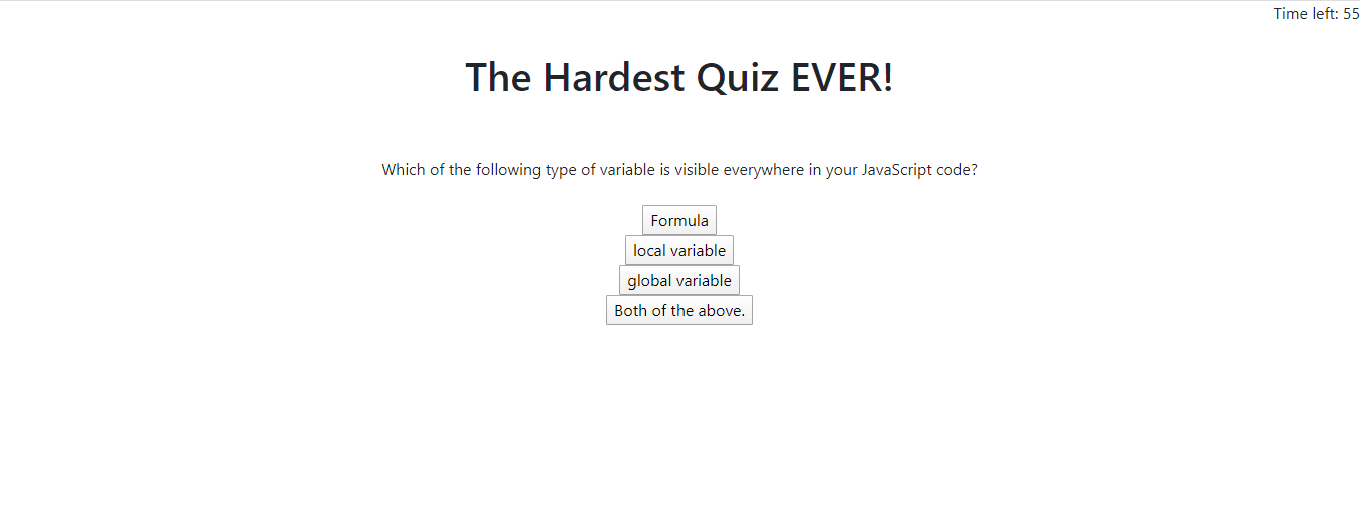 Time left: 55
The Hardest Quiz EVER!
Which of the following type of variable is visible everywhere in your JavaScript code?
Formula
local variable
global variable
Both of the above.